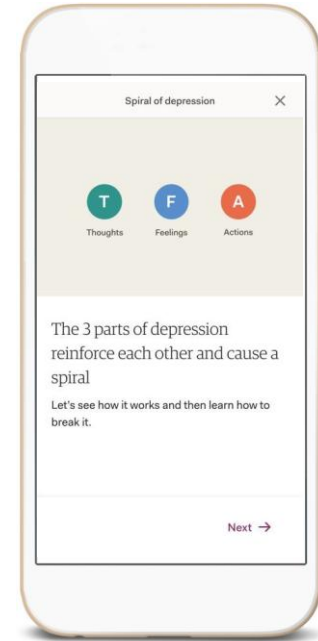 Spiral of depression
T F A
Thoughts Feelings Actions
The 3 parts of depression
reinforce each other and cause a
spiral
Let's see how it works and then learn how to
break it.
Next →